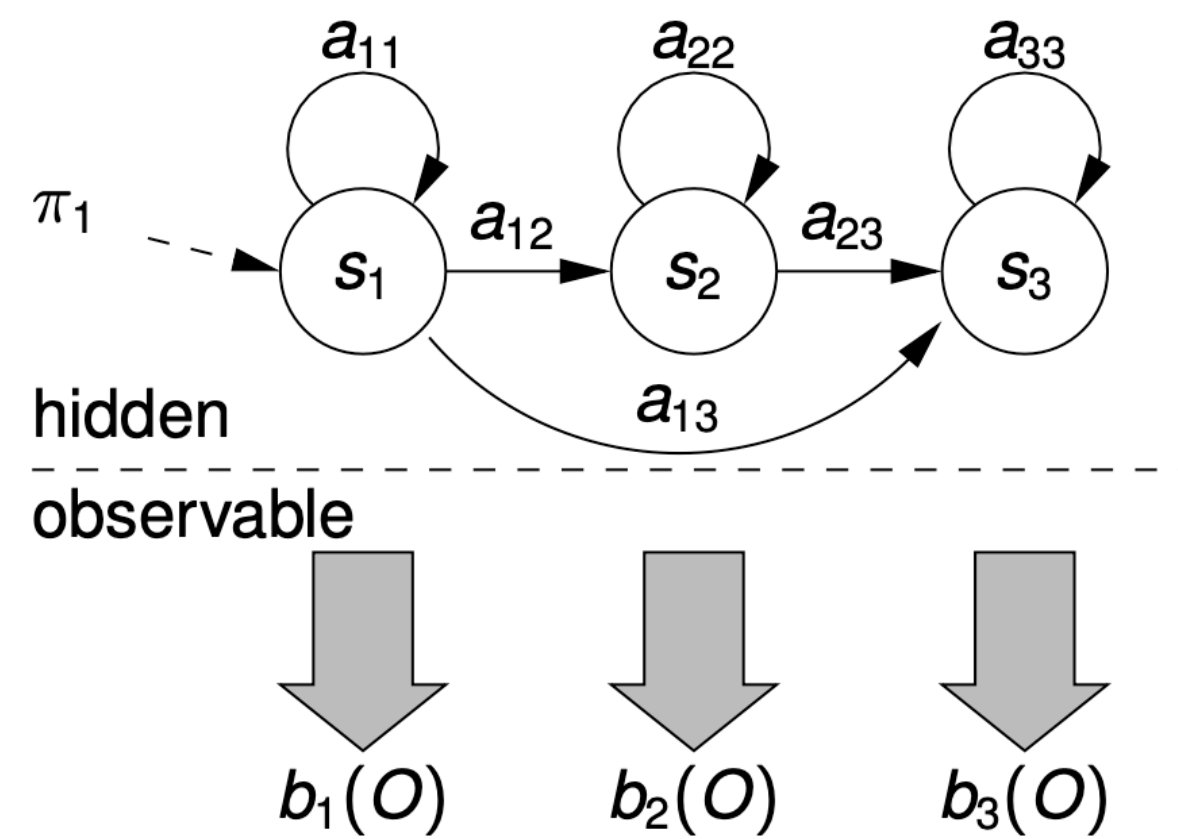 a₁₁ a₂₂ a₃₃
π₁
a₁₂ a₂₃
s₁ s₂ s₃
a₁₃
hidden
observable
b₁(O) b₂(O) b₃(O)